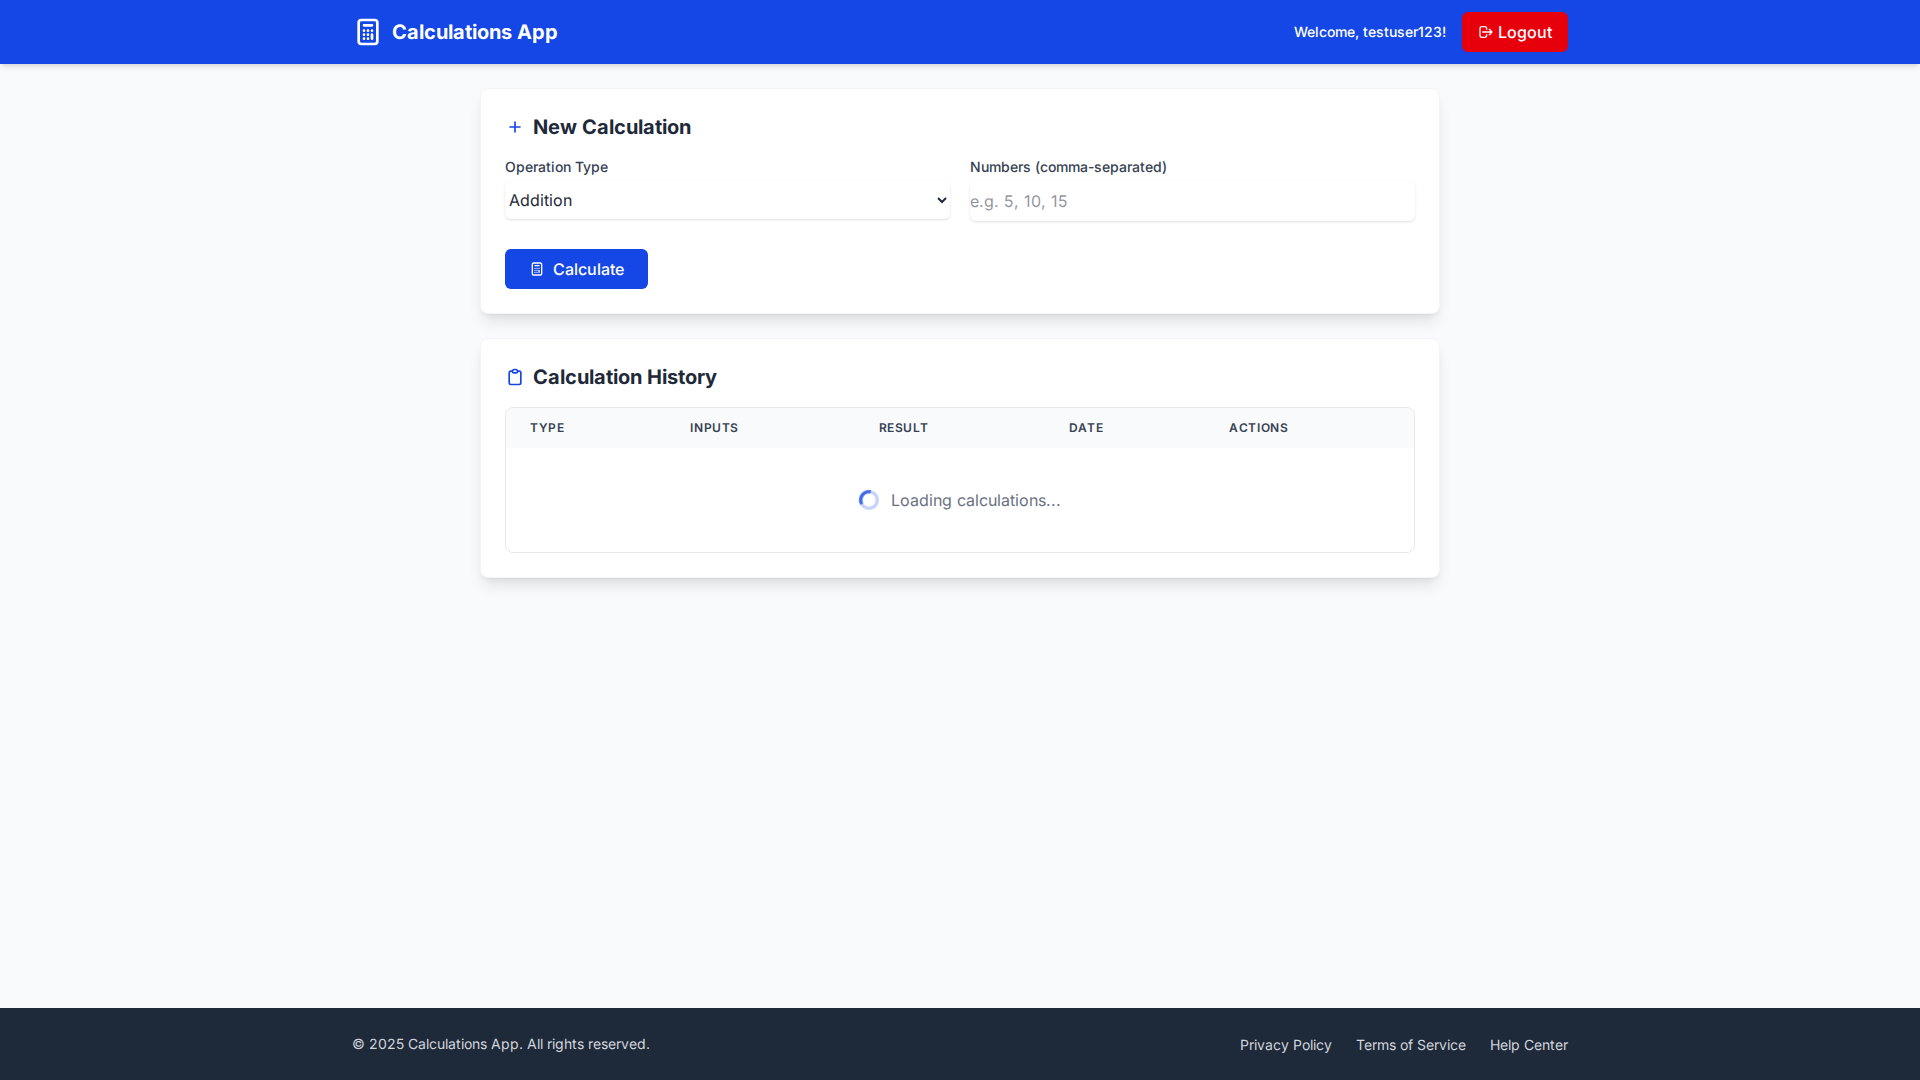 Calculations App
Welcome, testuser123!
Logout
New Calculation
Operation Type
Numbers (comma-separated)
Addition
e.g. 5, 10, 15
Calculate
Calculation History
TYPE INPUTS RESULT DATE ACTIONS
Loading calculations...
© 2025 Calculations App. All rights reserved.
Privacy Policy
Terms of Service
Help Center